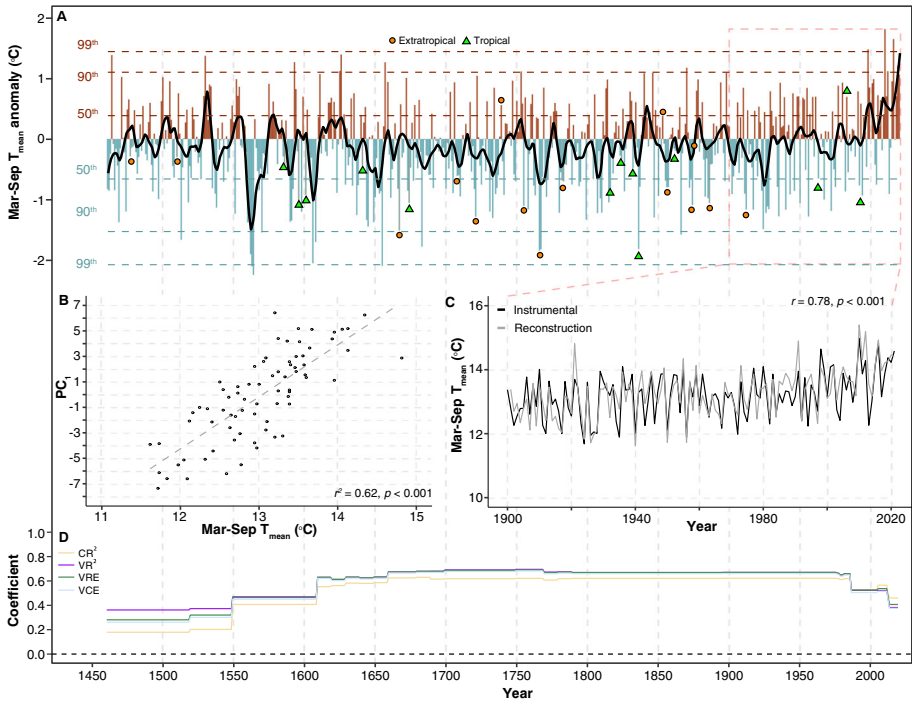 A
Extratropical Tropical
Mar-Sep Tmean anomaly (°C)
2
1
0
-1
-2
99th
90th
50th
50th
90th
99th
B
PC1
7
5
3
1
-1
-3
-5
-7
r² = 0.62, p < 0.001
11 12 13 14 15
Mar-Sep Tmean (°C)
C
r = 0.78, p < 0.001
Instrumental
Reconstruction
Mar-Sep Tmean (°C)
16
14
12
10
1900 1940 1980 2020
Year
D
CR²
VR²
VRE
VCE
Coefficient
1.0
0.8
0.6
0.4
0.2
0.0
1450 1500 1550 1600 1650 1700 1750 1800 1850 1900 1950 2000
Year